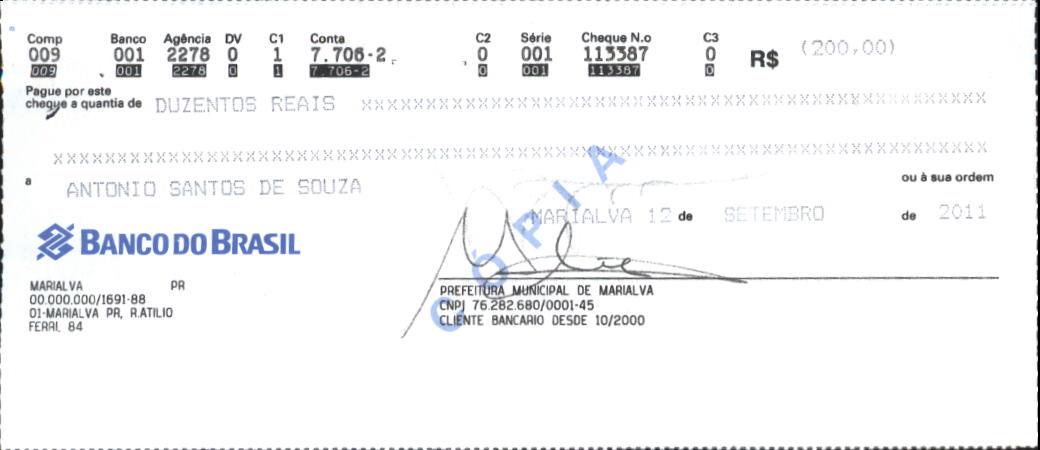 Comp Banco Agência DV C1 Conta C2 Série Cheque N.o C3
009 001 2278 0 1 7.706-2 0 001 113387 0 R$ (200,00)
009 001 2278 0 1 7.706-2 0 001 113387 0
Pague por este
cheque a quantia de DUZENTOS REAIS XXXXXXXXXXXXXXXXXXXXXXXXXXXXXXXXXXXXXXXXXXXXXXXXX
XXXXXXXXXXXXXXXXXXXXXXXXXXXXXXXXXXXXXXXXXXXXXXXXXXXXXXXXXXXXXXXXXXXXXXXXX
a ANTONIO SANTOS DE SOUZA ou à sua ordem
MARIALVA 12 de SETEMBRO de 2011
BANCO DO BRASIL
CÓPIA
MARIALVA PR
00.000.000/1691-88
01-MARIALVA PR, R.ATILIO
FERRI, 84
PREFEITURA MUNICIPAL DE MARIALVA
CNPJ 76.282.680/0001-45
CLIENTE BANCARIO DESDE 10/2000